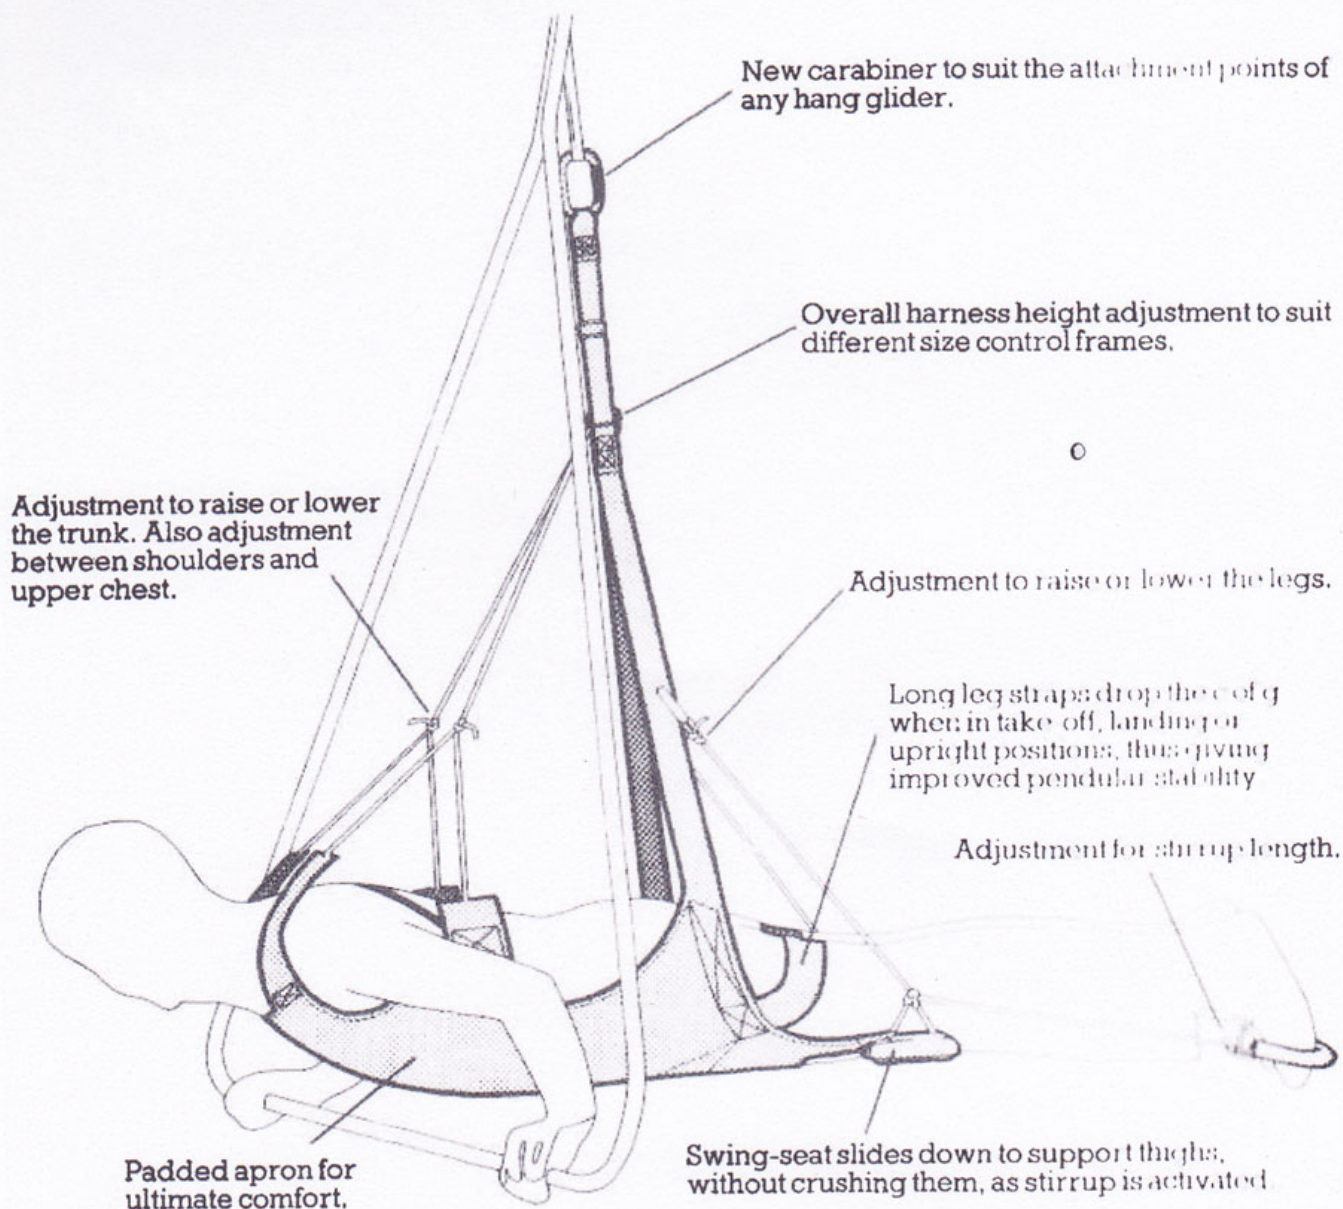 New carabiner to suit the attachment points of
any hang glider.
Overall harness height adjustment to suit
different size control frames.
Adjustment to raise or lower
the trunk. Also adjustment
between shoulders and
upper chest.
Adjustment to raise or lower the legs.
Long leg straps drop the c of g
when in take off, landing or
upright positions, thus giving
improved pendular stability
Adjustment for stirrup length.
Padded apron for
ultimate comfort.
Swing-seat slides down to support thighs,
without crushing them, as stirrup is activated.